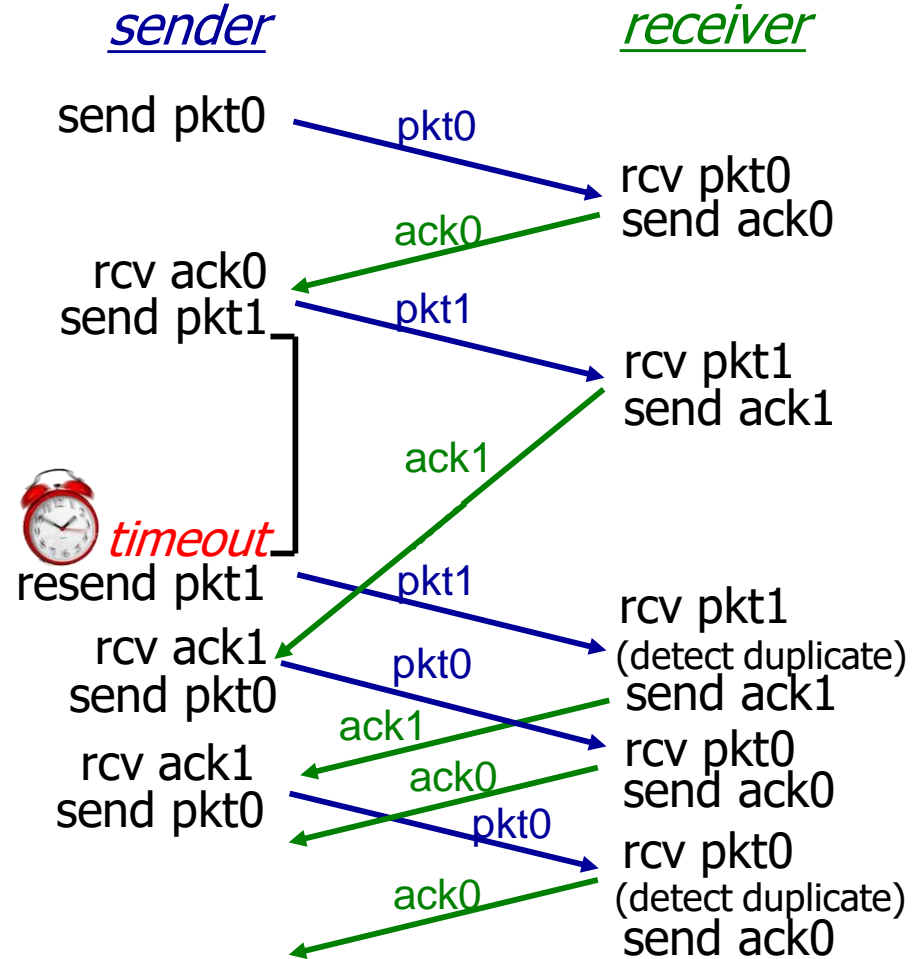 sender
receiver
send pkt0
pkt0
rcv pkt0
send ack0
ack0
rcv ack0
send pkt1
pkt1
rcv pkt1
send ack1
ack1
timeout
resend pkt1
pkt1
rcv pkt1
(detect duplicate)
send ack1
rcv ack1
send pkt0
pkt0
ack1
rcv pkt0
send ack0
rcv ack1
send pkt0
ack0
pkt0
rcv pkt0
(detect duplicate)
send ack0
ack0